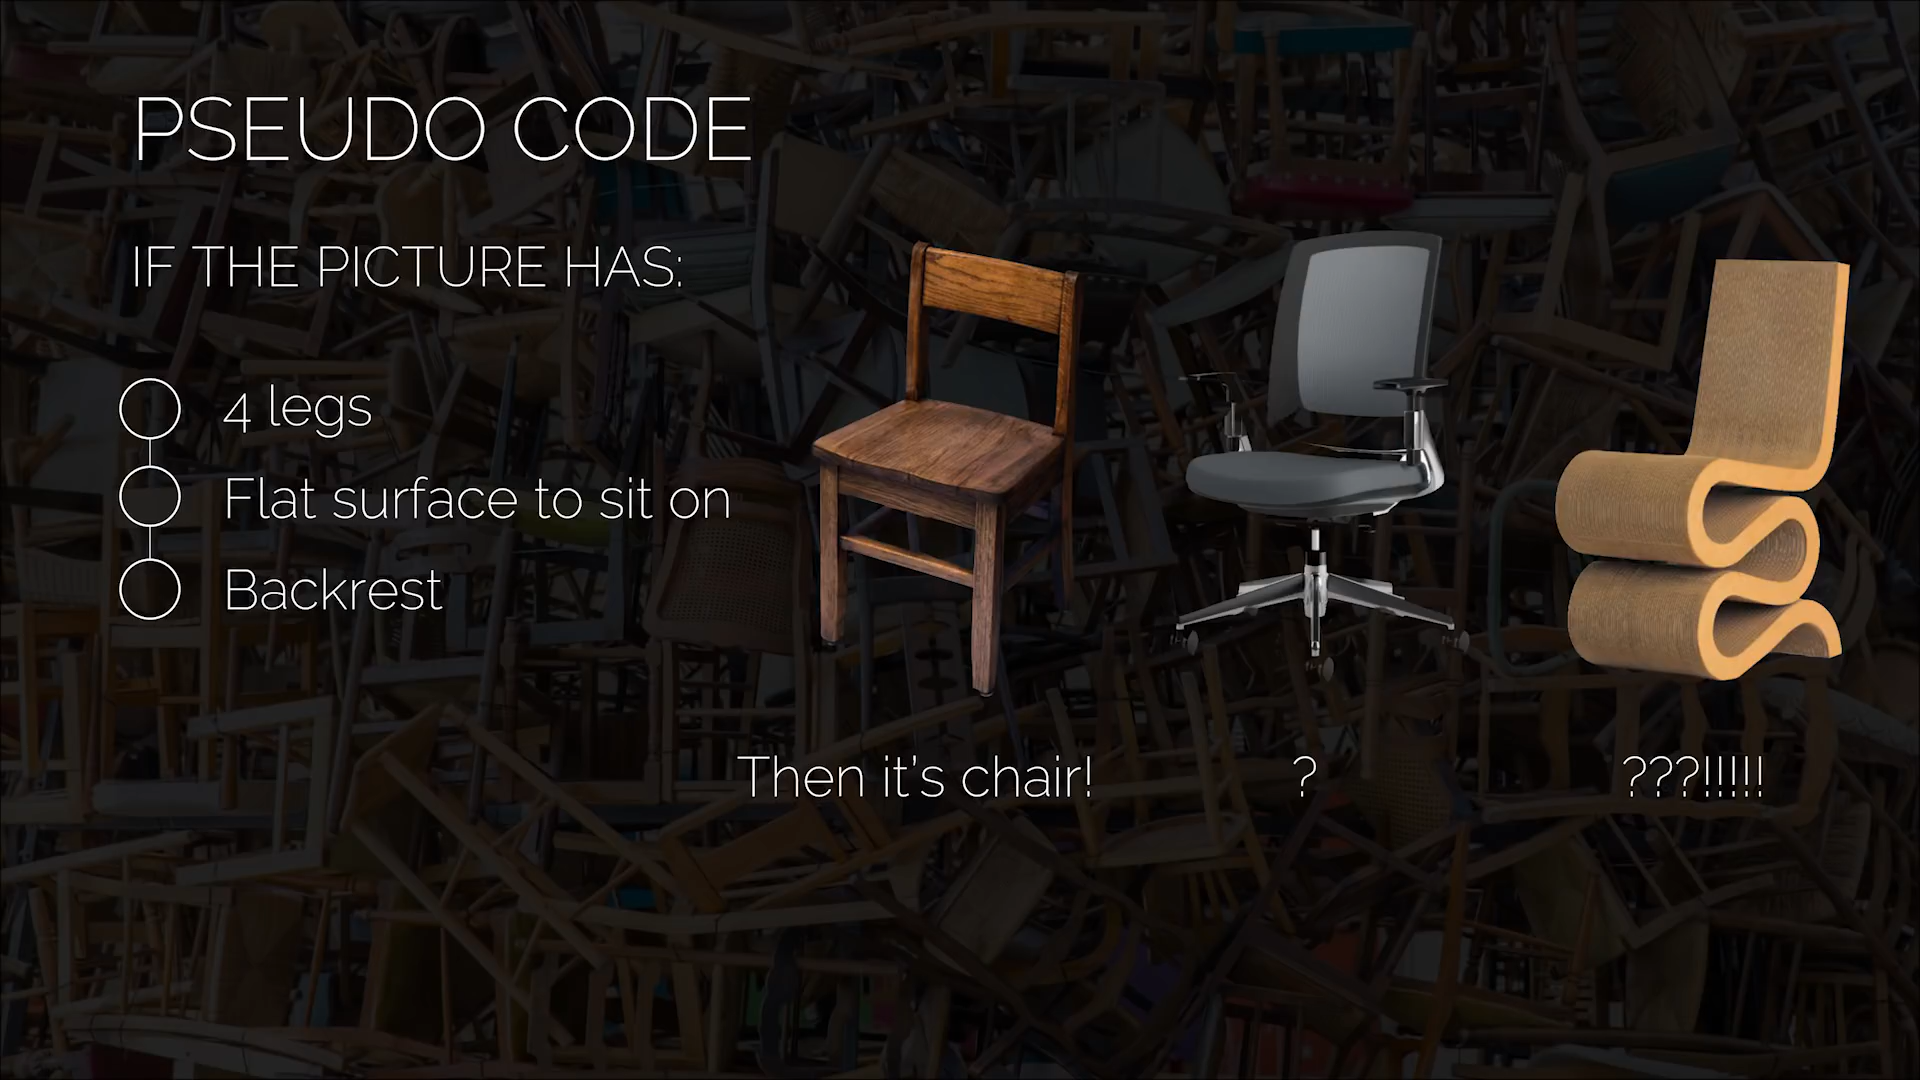 PSEUDO CODE
IF THE PICTURE HAS:
4 legs
Flat surface to sit on
Backrest
Then it's chair!
?
???!!!!!